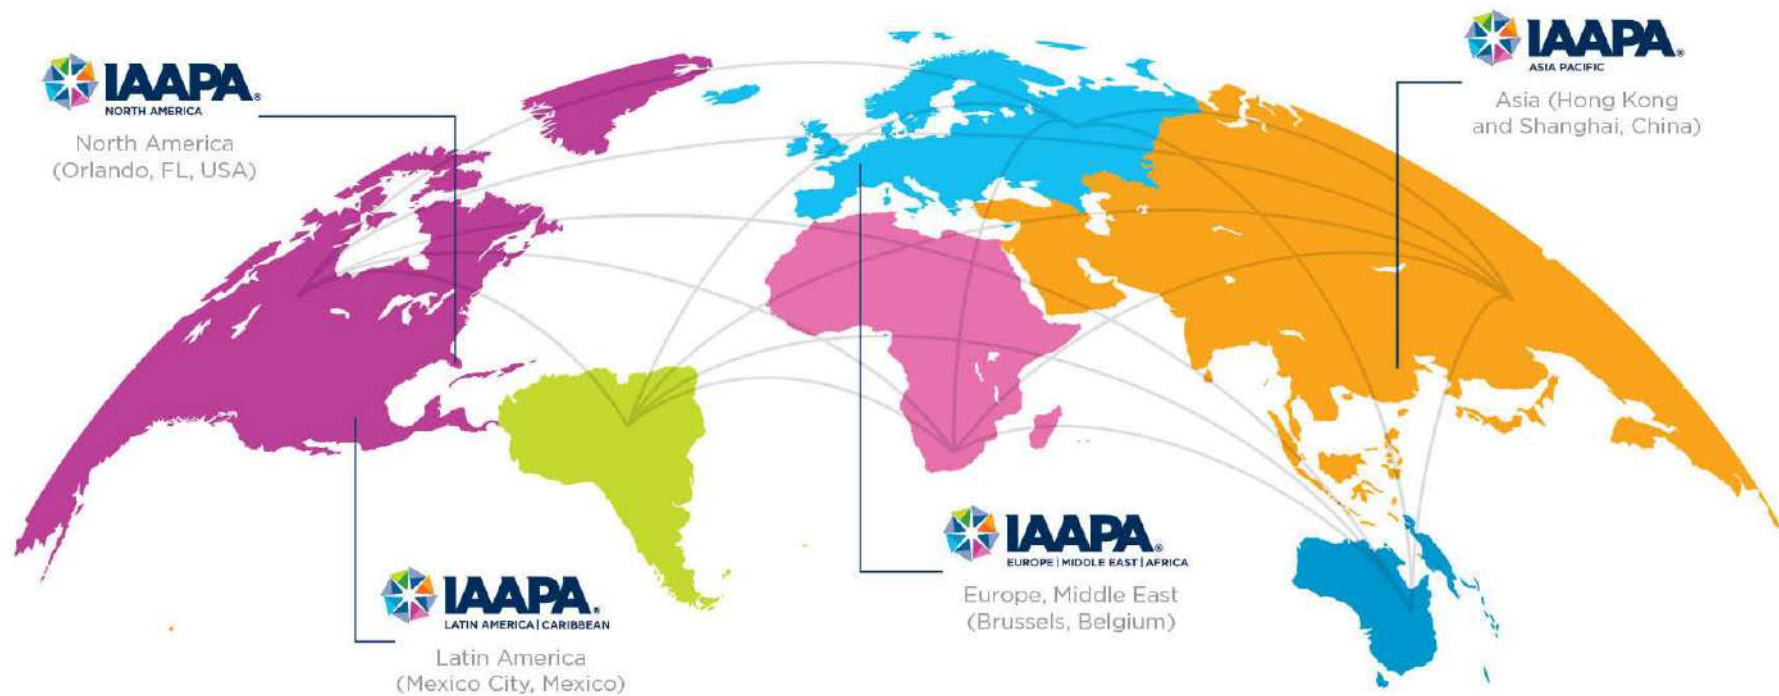 IAAPA®
NORTH AMERICA
North America
(Orlando, FL, USA)
IAAPA®
ASIA PACIFIC
Asia (Hong Kong
and Shanghai, China)
IAAPA®
EUROPE | MIDDLE EAST | AFRICA
Europe, Middle East
(Brussels, Belgium)
IAAPA®
LATIN AMERICA | CARIBBEAN
Latin America
(Mexico City, Mexico)